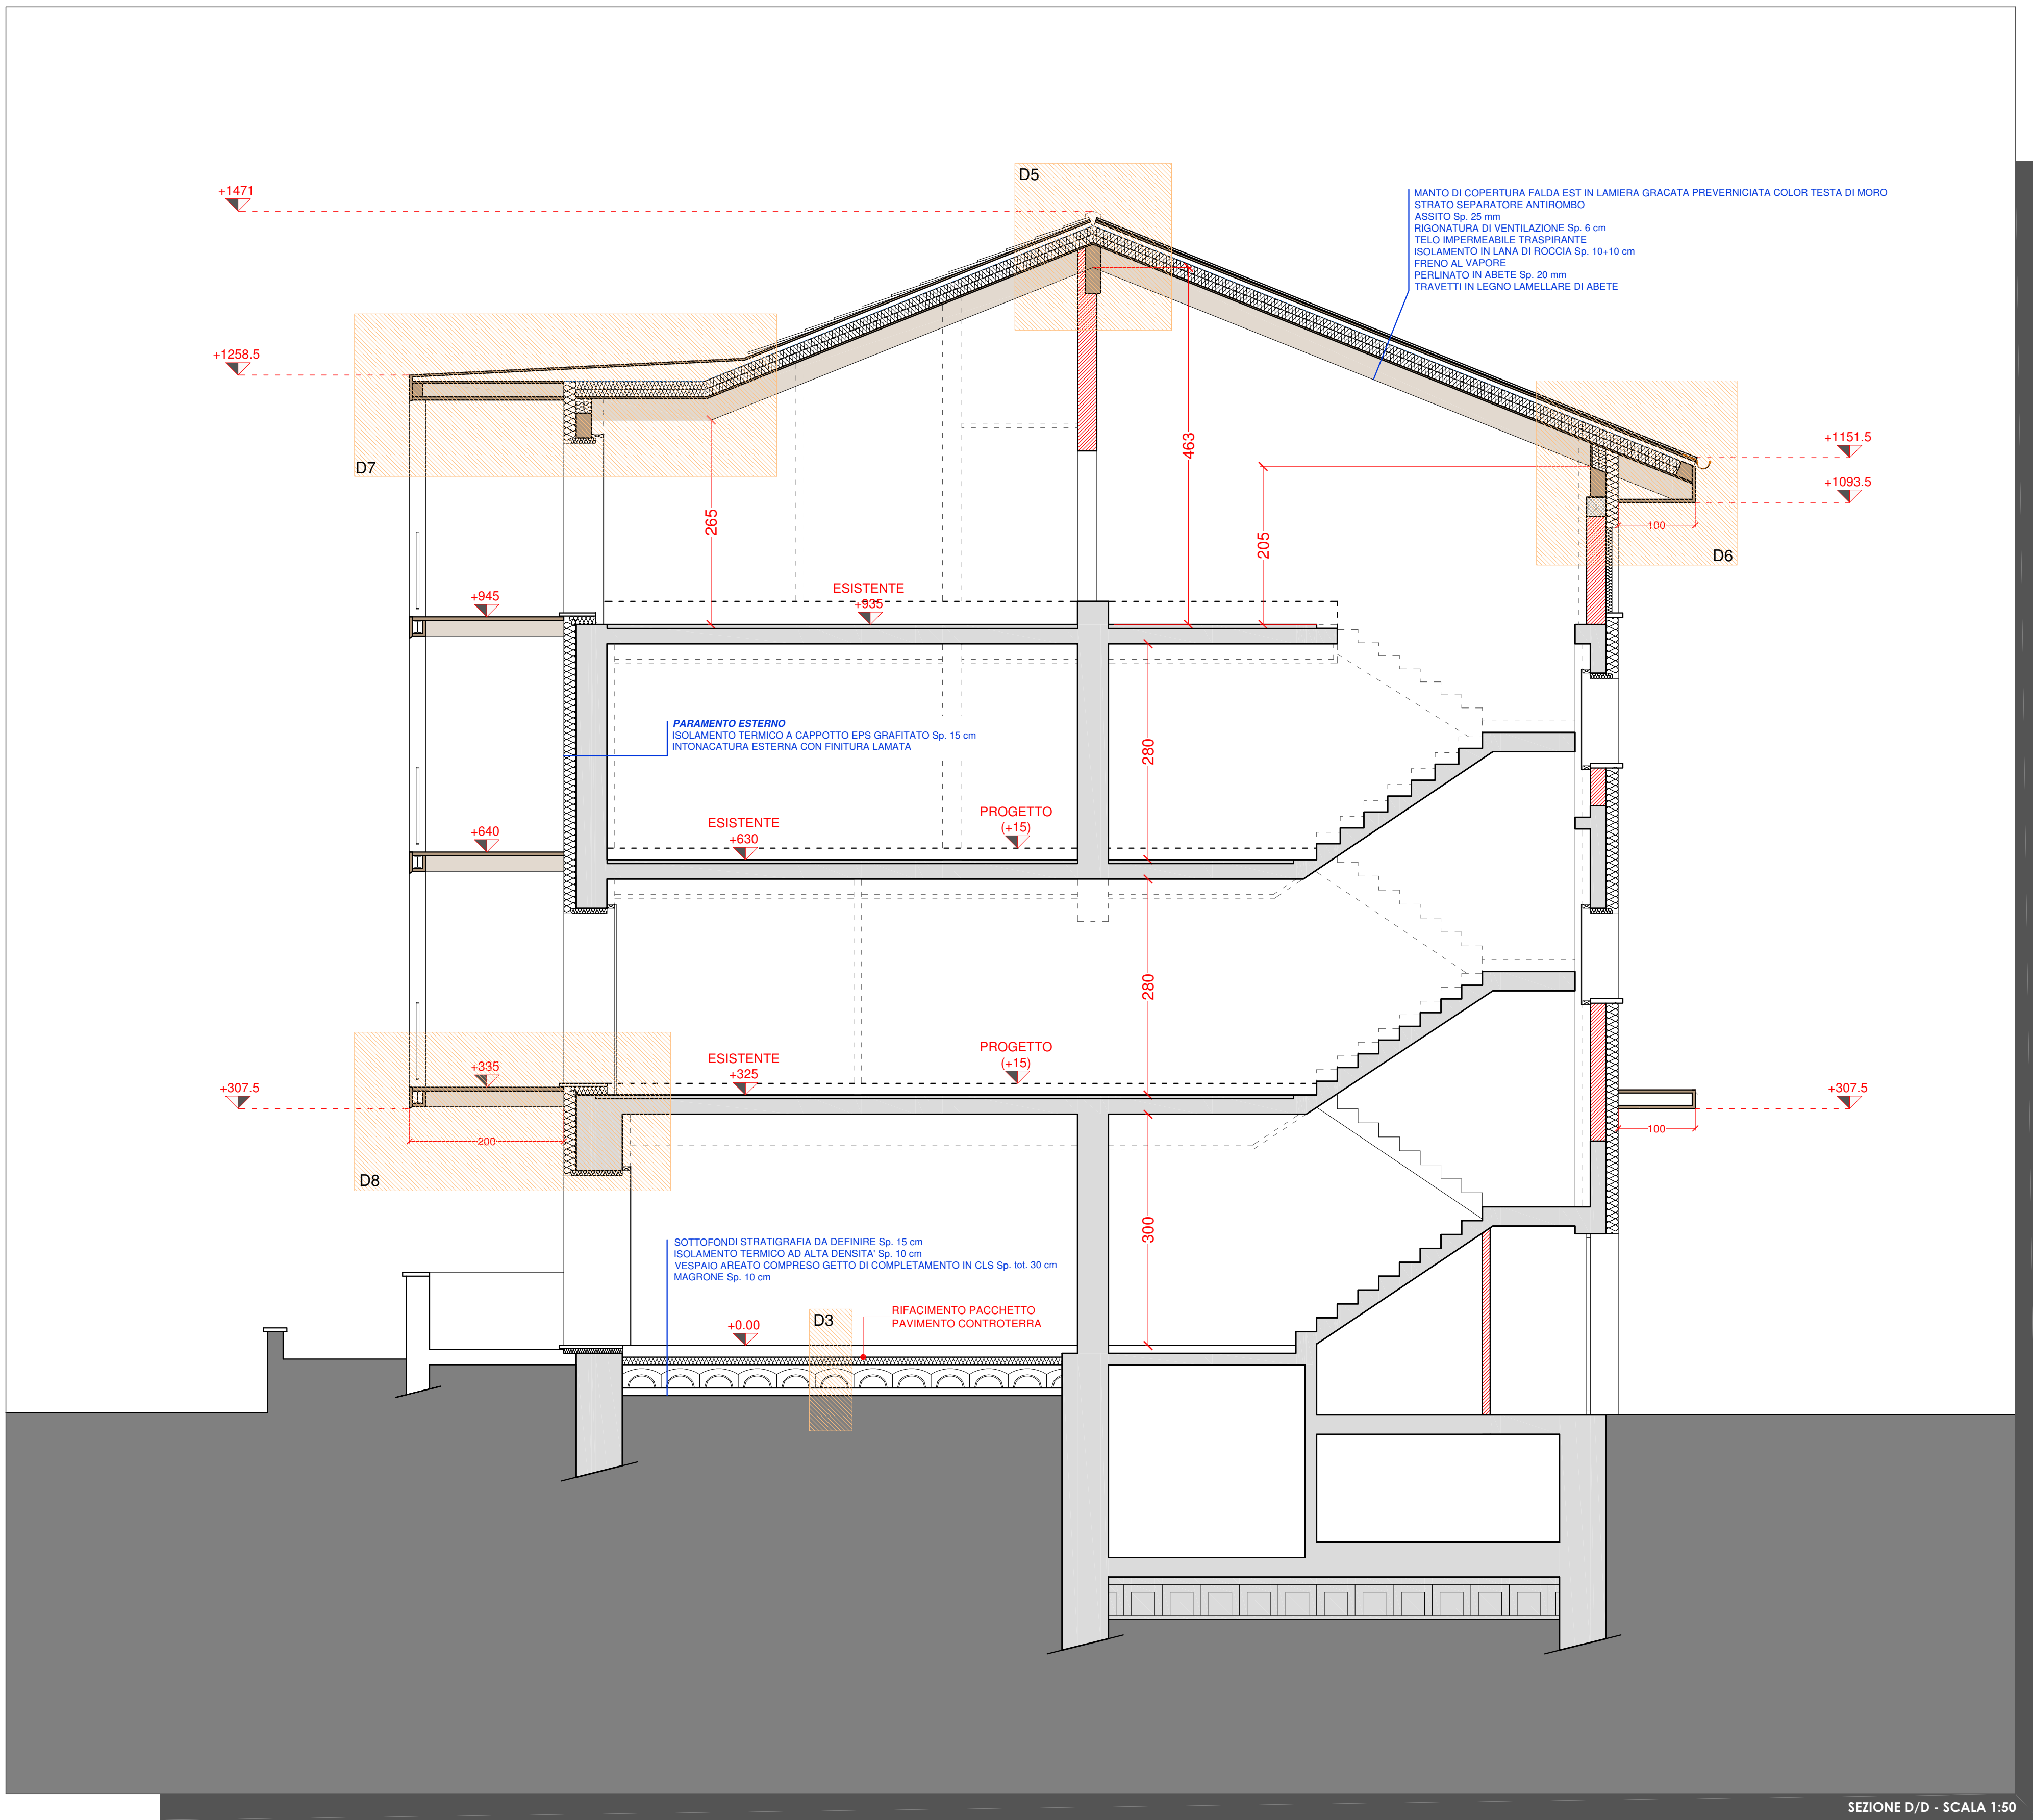 D5
+1471
MANTO DI COPERTURA FALDA EST IN LAMIERA GRACATA PREVERNICIATA COLOR TESTA DI MORO
STRATO SEPARATORE ANTIROMBO
ASSITO Sp. 25 mm
RIGONATURA DI VENTILAZIONE Sp. 6 cm
TELO IMPERMEABILE TRASPIRANTE
ISOLAMENTO IN LANA DI ROCCIA Sp. 10+10 cm
FRENO AL VAPORE
PERLINATO IN ABETE Sp. 20 mm
TRAVETTI IN LEGNO LAMELLARE DI ABETE
+1258.5
D7
463
+1151.5
+1093.5
265
205
100
D6
+945
ESISTENTE
+935
PARAMENTO ESTERNO
ISOLAMENTO TERMICO A CAPPOTTO EPS GRAFITATO Sp. 15 cm
INTONACATURA ESTERNA CON FINITURA LAMATA
280
+640
ESISTENTE
+630
PROGETTO
(+15)
280
ESISTENTE
+325
PROGETTO
(+15)
+335
+307.5
+307.5
200
100
D8
300
SOTTOFONDI STRATIGRAFIA DA DEFINIRE Sp. 15 cm
ISOLAMENTO TERMICO AD ALTA DENSITA' Sp. 10 cm
VESPAIO AREATO COMPRESO GETTO DI COMPLETAMENTO IN CLS Sp. tot. 30 cm
MAGRONE Sp. 10 cm
+0.00
D3
RIFACIMENTO PACCHETTO
PAVIMENTO CONTROTERRA
SEZIONE D/D - SCALA 1:50